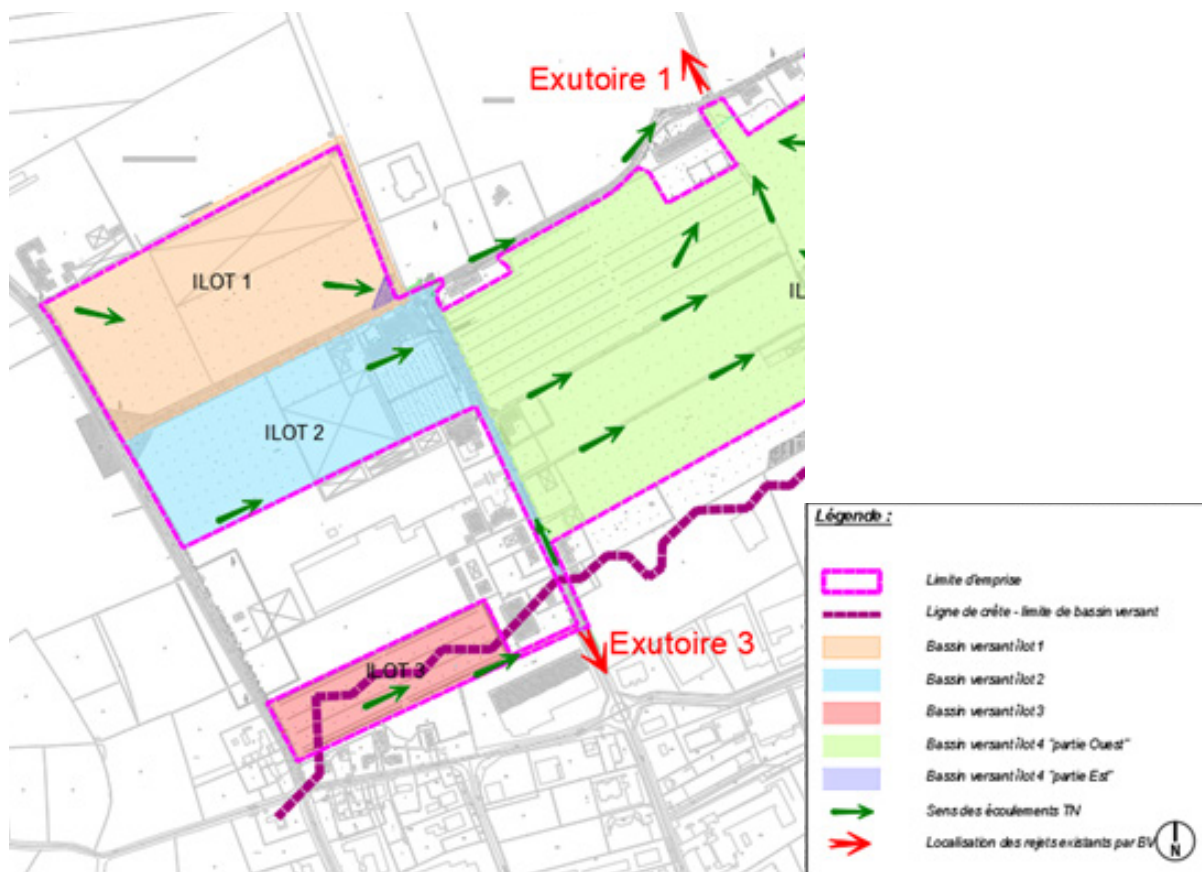 Exutoire 1
ILOT 1
IL
ILOT 2
Exutoire 3
ILOT 3
Légende :
Limite d'emprise
Ligne de crête - limite de bassin versant
Bassin versant îlot 1
Bassin versant îlot 2
Bassin versant îlot 3
Bassin versant îlot 4 "partie Ouest"
Bassin versant îlot 4 "partie Est"
Sens des écoulements TN
Localisation des rejets existants par BV
N